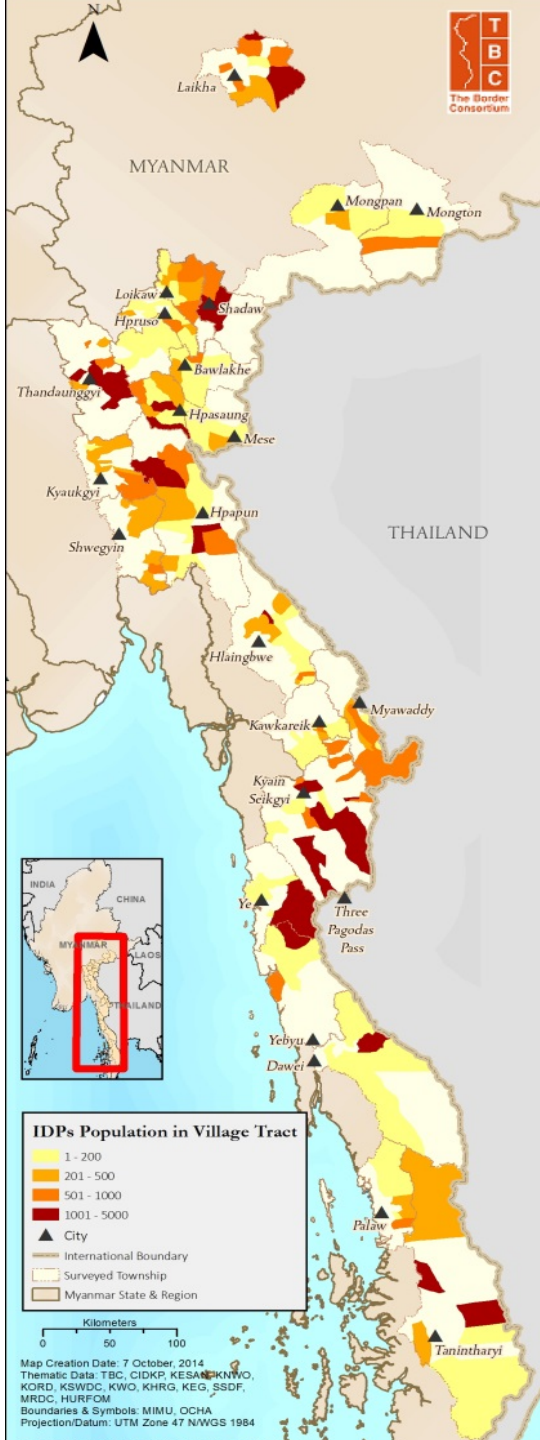 N
T
B
C
The Border
Consortium
Laikha
MYANMAR
Mongpan
Mongton
Loikaw
Shadaw
Hpruso
Bawlakhe
Thandaunggyi
Hpasaung
Mese
Kyaukgyi
Hpapun
Shwegyin
THAILAND
Hlaingbwe
Myawaddy
Kawkareik
Kyain
Seikgyi
Ye
Three
Pagodas
Pass
INDIA
CHINA
MYANMAR
LAOS
THAILAND
Yebyu
Dawei
IDPs Population in Village Tract
1 - 200
201 - 500
501 - 1000
1001 - 5000
City
International Boundary
Surveyed Township
Myanmar State & Region
Palaw
Tanintharyi
Kilometers
0 50 100
Map Creation Date: 7 October, 2014
Thematic Data: TBC, CIDKP, KESAN, KNWO,
KORD, KSWDC, KWO, KHRG, KEG, SSDF,
MRDC, HURFOM
Boundaries & Symbols: MIMU, OCHA
Projection/Datum: UTM Zone 47 N/WGS 1984